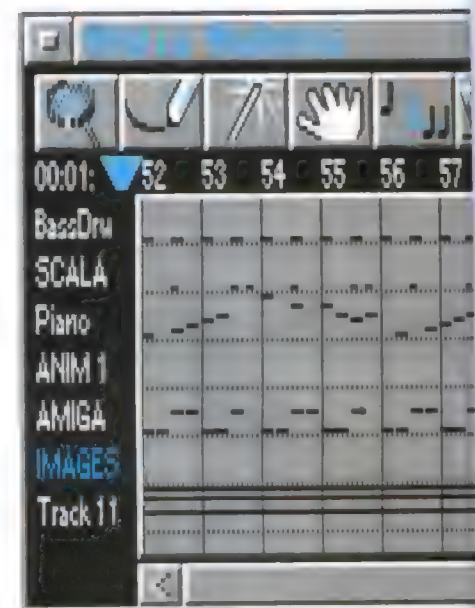 00:01: 52 53 54 55 56 57
BassDru
SCALA
Piano
ANIM 1
AMIGA
IMAGES
Track 11